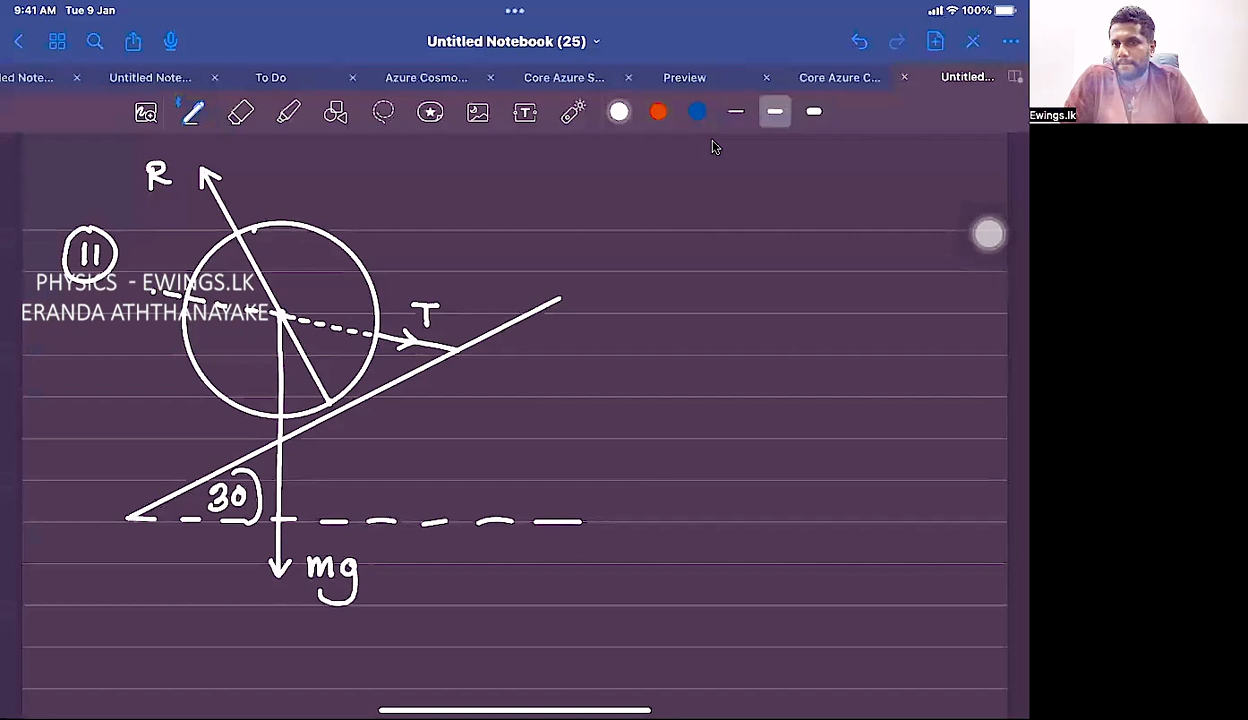 9:41 AM Tue 9 Jan
100%
Untitled Notebook (25)
led Note...
Untitled Note...
To Do
Azure Cosmo...
Core Azure S...
Preview
Core Azure C...
Untitled...
T
Ewings.lk
R
11
PHYSICS - EWINGS.LK
ERANDA ATHTHANAYAKE
T
30
mg